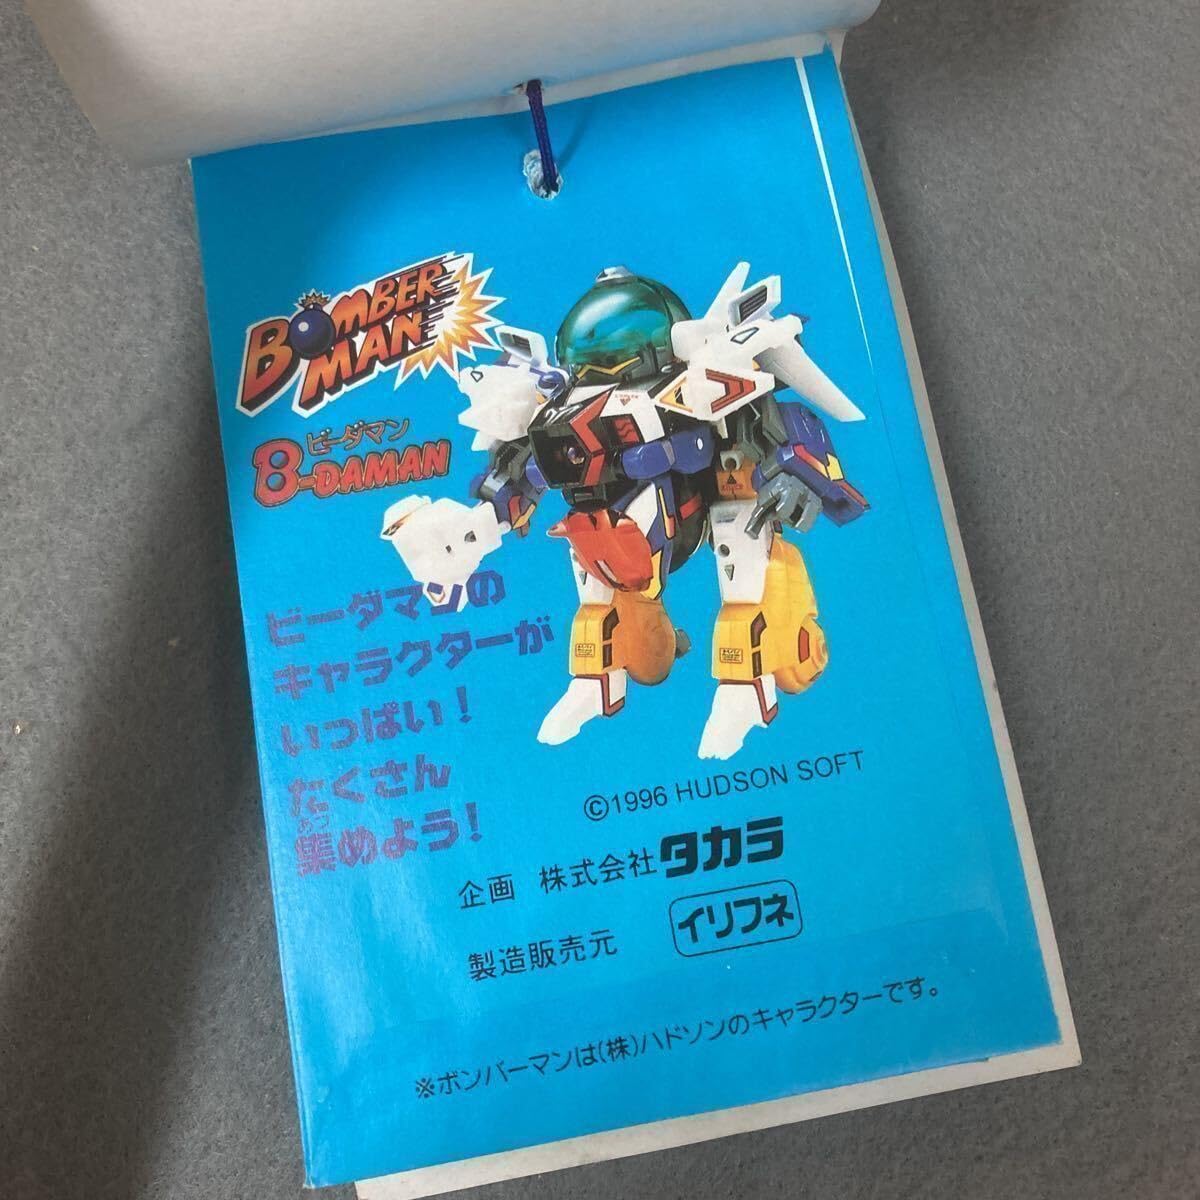 BOMBER
MAN
ビーダマン
B-DAMAN
ビーダマンの
キャラクターが
いっぱい!
たくさん
あつ
集めよう!
©1996 HUDSON SOFT
企画 株式会社タカラ
製造販売元 イリフネ
※ボンバーマンは(株)ハドソンのキャラクターです。